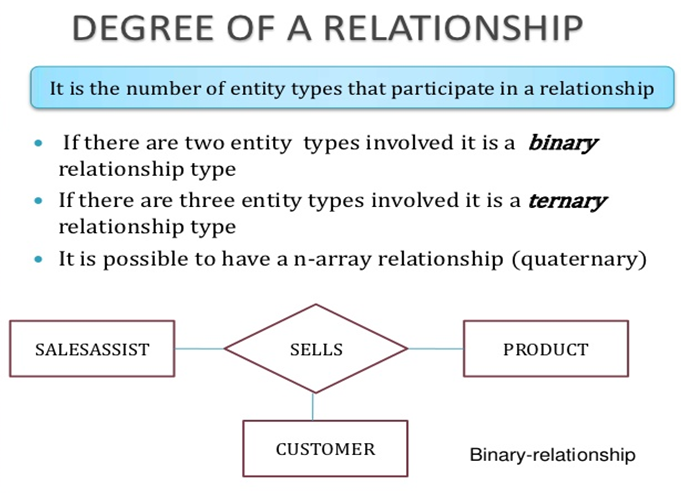 DEGREE OF A RELATIONSHIP
It is the number of entity types that participate in a relationship
• If there are two entity types involved it is a binary
relationship type
• If there are three entity types involved it is a ternary
relationship type
• It is possible to have a n-array relationship (quaternary)
SALESASSIST
SELLS
PRODUCT
CUSTOMER
Binary-relationship